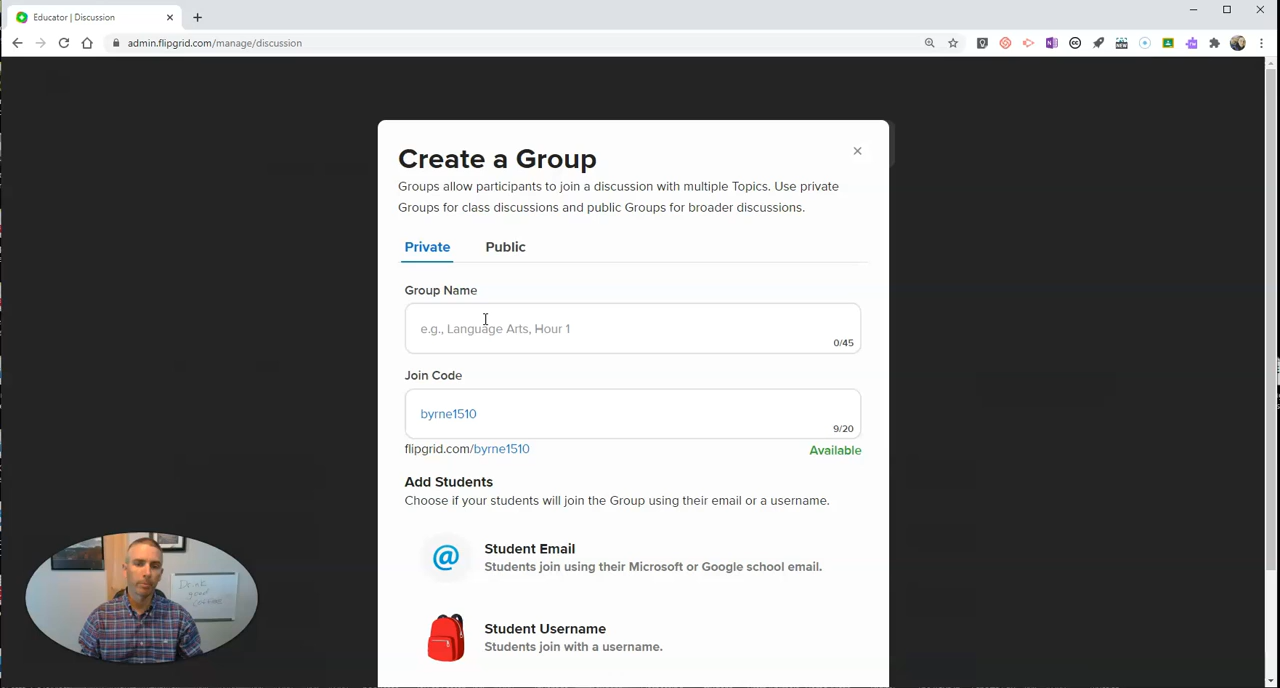 Educator | Discussion
admin.flipgrid.com/manage/discussion
Create a Group
Groups allow participants to join a discussion with multiple Topics. Use private
Groups for class discussions and public Groups for broader discussions.
Private Public
Group Name
e.g., Language Arts, Hour 1
0/45
Join Code
byrne1510
9/20
flipgrid.com/byrne1510 Available
Add Students
Choose if your students will join the Group using their email or a username.
@
Student Email
Students join using their Microsoft or Google school email.
Student Username
Students join with a username.
Drink
good
coffee